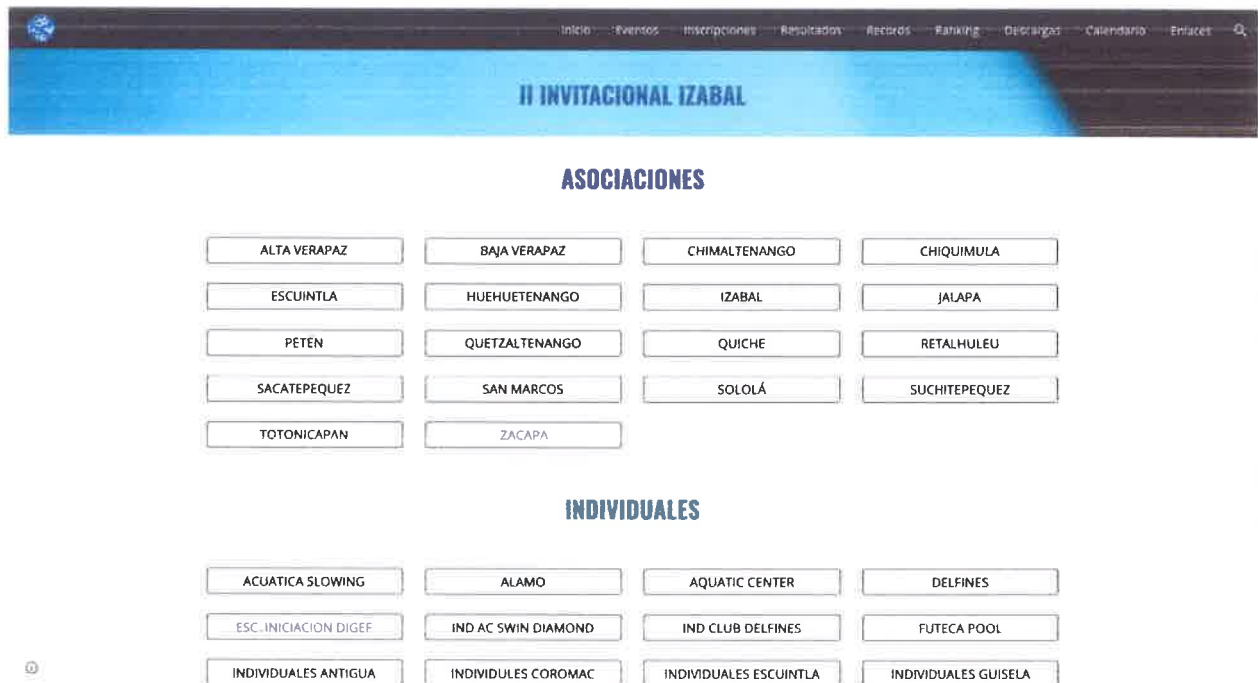 Inicio Eventos Inscripciones Resultados Records Ranking Descargas Calendario Enlaces
II INVITACIONAL IZABAL
ASOCIACIONES
ALTA VERAPAZ BAJA VERAPAZ CHIMALTENANGO CHIQUIMULA
ESCUINTLA HUEHUETENANGO IZABAL JALAPA
PETÉN QUETZALTENANGO QUICHE RETALHULEU
SACATEPEQUEZ SAN MARCOS SOLOLÁ SUCHITEPEQUEZ
TOTONICAPAN ZACAPA
INDIVIDUALES
ACUATICA SLOWING ALAMO AQUATIC CENTER DELFINES
ESC. INICIACION DIGEF IND AC SWIN DIAMOND IND CLUB DELFINES FUTECA POOL
INDIVIDUALES ANTIGUA INDIVIDULES COROMAC INDIVIDUALES ESCUINTLA INDIVIDUALES GUISELA